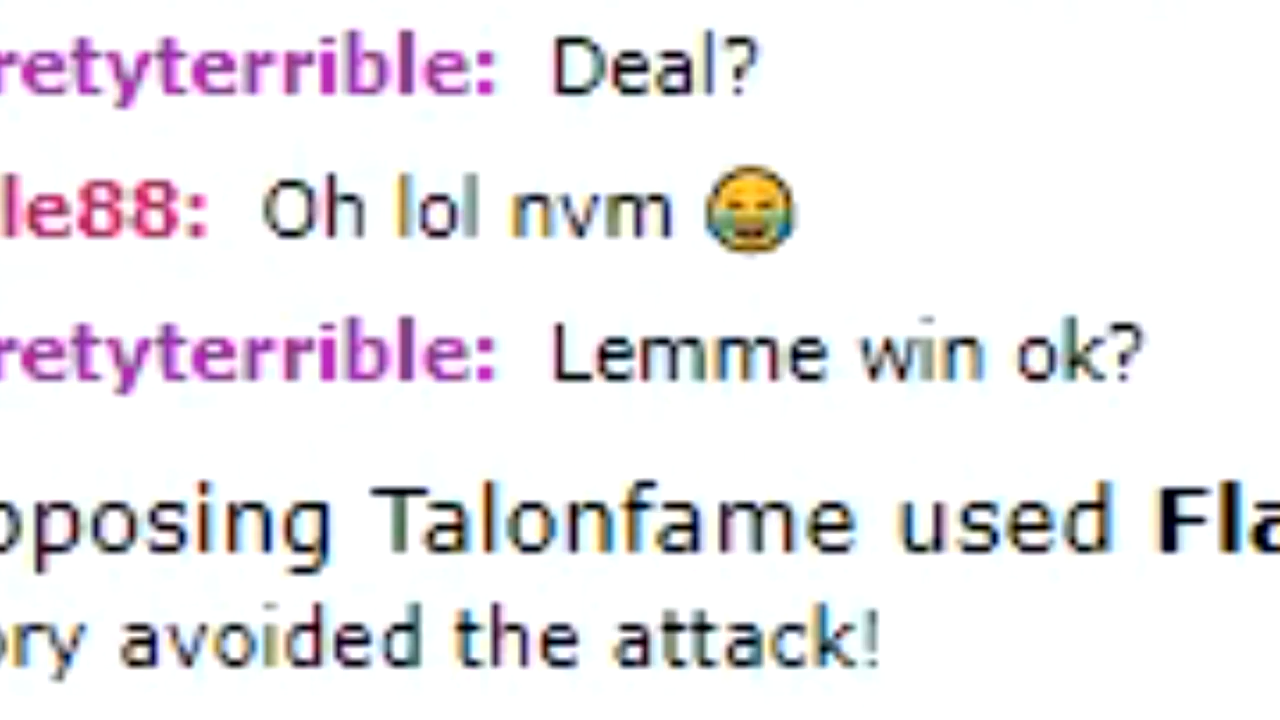 retyterrible: Deal?
le88: Oh lol nvm 😂
retyterrible: Lemme win ok?
pposing Talonfame used Fla
ory avoided the attack!